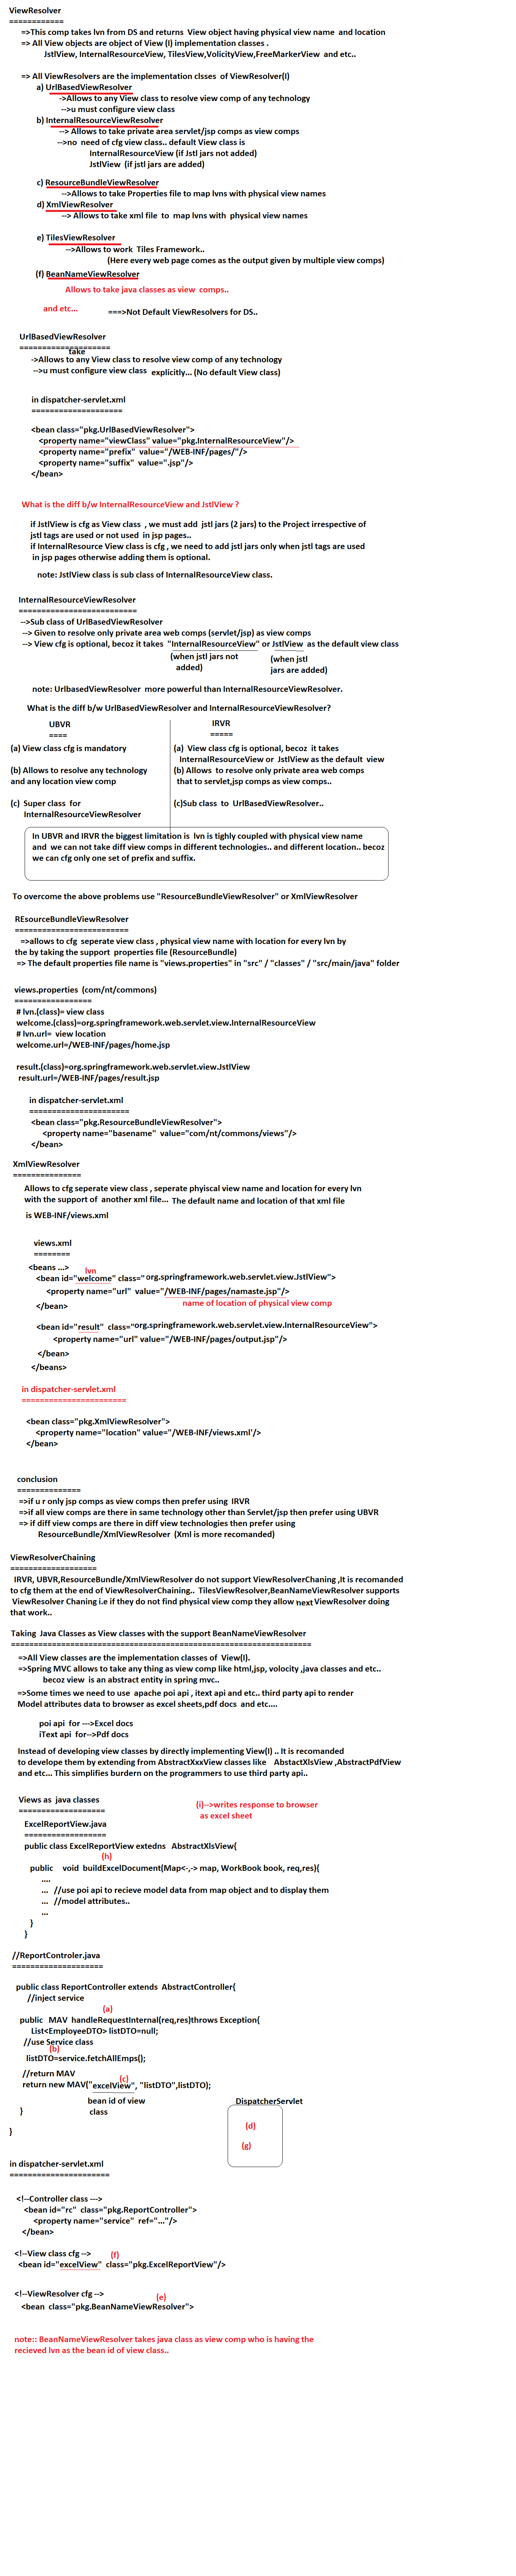 ViewResolver
============
=>This comp takes lvn from DS and returns View object having physical view name and location
=> All View objects are object of View (I) implementation classes .
JstlView, InternalResourceView, TilesView,VolicityView,FreeMarkerView and etc..
=> All ViewResolvers are the implementation clsses of ViewResolver(I)
a) UrlBasedViewResolver
->Allows to any View class to resolve view comp of any technology
-->u must configure view class
b) InternalResourceViewResolver
--> Allows to take private area servlet/jsp comps as view comps
-->no need of cfg view class.. default View class is
InternalResourceView (if Jstl jars not added)
JstlView (if jstl jars are added)
c) ResourceBundleViewResolver
-->Allows to take Properties file to map lvns with physical view names
d) XmlViewResolver
--> Allows to take xml file to map lvns with physical view names
e) TilesViewResolver
-->Allows to work Tiles Framework..
(Here every web page comes as the output given by multiple view comps)
(f) BeanNameViewResolver
Allows to take java classes as view comps..
and etc... ===>Not Default ViewResolvers for DS..
UrlBasedViewResolver
====================
take
->Allows to any View class to resolve view comp of any technology
-->u must configure view class explicitly... (No default View class)
in dispatcher-servlet.xml
====================
<bean class="pkg.UrlBasedViewResolver">
<property name="viewClass" value="pkg.InternalResourceView"/>
<property name="prefix" value="/WEB-INF/pages/"/>
<property name="suffix" value=".jsp"/>
</bean>
What is the diff b/w InternalResourceView and JstlView ?
if JstlView is cfg as View class , we must add jstl jars (2 jars) to the Project irrespective of
jstl tags are used or not used in jsp pages..
if InternalResource View class is cfg , we need to add jstl jars only when jstl tags are used
in jsp pages otherwise adding them is optional.
note: JstlView class is sub class of InternalResourceView class.
InternalResourceViewResolver
==========================
-->Sub class of UrlBasedViewResolver
--> Given to resolve only private area web comps (servlet/jsp) as view comps
--> View cfg is optional, becoz it takes "InternalResourceView" or JstlView as the default view class
(when jstl jars not
added)
(when jstl
jars are added)
note: UrlbasedViewResolver more powerful than InternalResourceViewResolver.
What is the diff b/w UrlBasedViewResolver and InternalResourceViewResolver?
UBVR
====
(a) View class cfg is mandatory
(b) Allows to resolve any technology
and any location view comp
(c) Super class for
InternalResourceViewResolver
IRVR
=====
(a) View class cfg is optional, becoz it takes
InternalResourceView or JstlView as the default view
(b) Allows to resolve only private area web comps
that to servlet,jsp comps as view comps..
(c)Sub class to UrlBasedViewResolver..
In UBVR and IRVR the biggest limitation is lvn is tighly coupled with physical view name
and we can not take diff view comps in different technologies.. and different location.. becoz
we can cfg only one set of prefix and suffix.
To overcome the above problems use "ResourceBundleViewResolver" or XmlViewResolver
REsourceBundleViewResolver
=========================
=>allows to cfg seperate view class , physical view name with location for every lvn by
the by taking the support properties file (ResourceBundle)
=> The default properties file name is "views.properties" in "src" / "classes" / "src/main/java" folder
views.properties (com/nt/commons)
=================
# lvn.(class)= view class
welcome.(class)=org.springframework.web.servlet.view.InternalResourceView
# lvn.url= view location
welcome.url=/WEB-INF/pages/home.jsp
result.(class)=org.springframework.web.servlet.view.JstlView
result.url=/WEB-INF/pages/result.jsp
in dispatcher-servlet.xml
======================
<bean class="pkg.ResourceBundleViewResolver">
<property name="basename" value="com/nt/commons/views"/>
</bean>
XmlViewResolver
===============
Allows to cfg seperate view class , seperate phyiscal view name and location for every lvn
with the support of another xml file... The default name and location of that xml file
is WEB-INF/views.xml
views.xml
========
<beans ...>
lvn
<bean id="welcome" class="org.springframework.web.servlet.view.JstlView">
<property name="url" value="/WEB-INF/pages/namaste.jsp"/>
</bean>
name of location of physical view comp
<bean id="result" class="org.springframework.web.servlet.view.InternalResourceView">
<property name="url" value="/WEB-INF/pages/output.jsp"/>
</bean>
</beans>
in dispatcher-servlet.xml
=======================
<bean class="pkg.XmlViewResolver">
<property name="location" value="/WEB-INF/views.xml'/>
</bean>
conclusion
==============
=>if u r only jsp comps as view comps then prefer using IRVR
=>if all view comps are there in same technology other than Servlet/jsp then prefer using UBVR
=> if diff view comps are there in diff view technologies then prefer using
ResourceBundle/XmlViewResolver (Xml is more recomanded)
ViewResolverChaining
===================
IRVR, UBVR,ResourceBundle/XmlViewResolver do not support ViewResolverChaning ,It is recomanded
to cfg them at the end of ViewResolverChaining.. TilesViewResolver,BeanNameViewResolver supports
ViewResolver Chaning i.e if they do not find physical view comp they allow next ViewResolver doing
that work..
Taking Java Classes as View classes with the support BeanNameViewResolver
==================================================================
=>All View classes are the implementation classes of View(I).
=>Spring MVC allows to take any thing as view comp like html,jsp, volocity ,java classes and etc..
becoz view is an abstract entity in spring mvc..
=>Some times we need to use apache poi api , itext api and etc.. third party api to render
Model attributes data to browser as excel sheets,pdf docs and etc....
poi api for --->Excel docs
iText api for-->Pdf docs
Instead of developing view classes by directly implementing View(I) .. It is recomanded
to develope them by extending from AbstractXxxView classes like AbstactXlsView ,AbstractPdfView
and etc... This simplifies burdern on the programmers to use third party api..
Views as java classes
===================
(i)-->writes response to browser
as excel sheet
ExcelReportView.java
==================
public class ExcelReportView extedns AbstractXlsView{
(h)
public void buildExcelDocument(Map<-,-> map, WorkBook book, req,res){
....
... //use poi api to recieve model data from map object and to display them
... //model attributes..
...
}
}
//ReportControler.java
====================
public class ReportController extends AbstractController{
//inject service
(a)
public MAV handleRequestInternal(req,res)throws Exception{
List<EmployeeDTO> listDTO=null;
//use Service class
(b)
listDTO=service.fetchAllEmps();
//return MAV
(c)
return new MAV("excelView", "listDTO",listDTO);
bean id of view
class
}
}
DispatcherServlet
(d)
(g)
in dispatcher-servlet.xml
======================
<!--Controller class --->
<bean id="rc" class="pkg.ReportController">
<property name="service" ref="..."/>
</bean>
<!--View class cfg --> (f)
<bean id="excelView" class="pkg.ExcelReportView"/>
<!--ViewResolver cfg --> (e)
<bean class="pkg.BeanNameViewResolver">
note:: BeanNameViewResolver takes java class as view comp who is having the
recieved lvn as the bean id of view class..